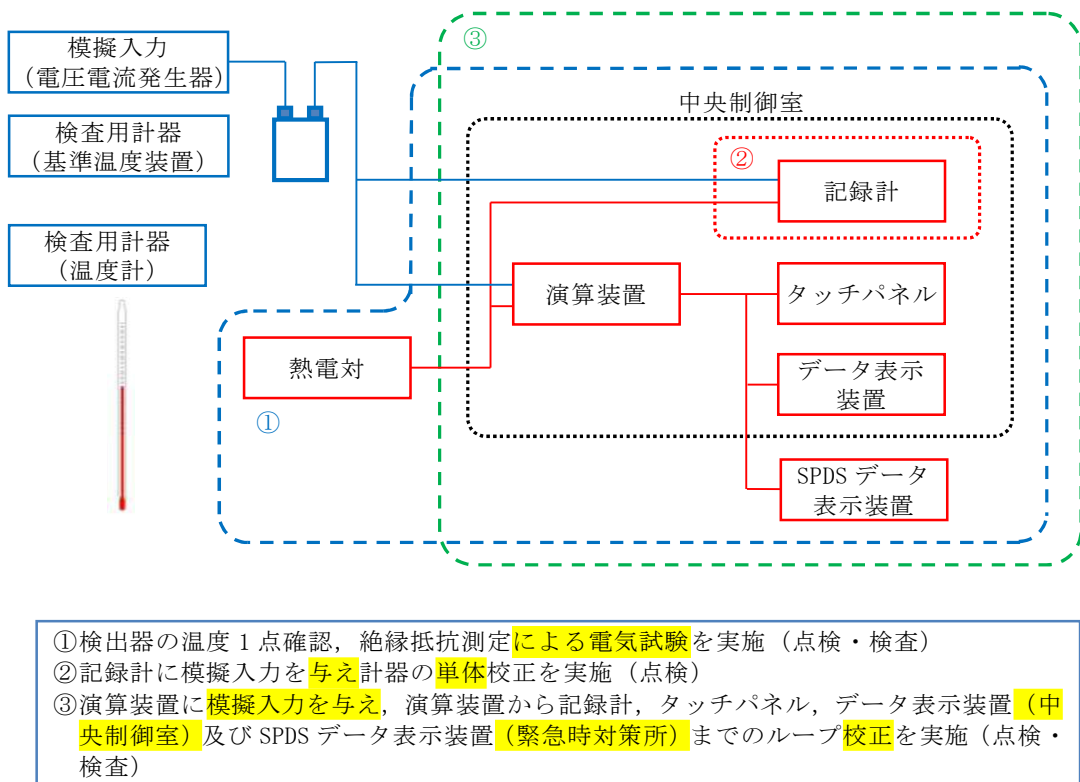 ③
模擬入力
（電圧電流発生器）
中央制御室
検査用計器
（基準温度装置）
②
記録計
検査用計器
（温度計）
演算装置
タッチパネル
熱電対
データ表示
装置
①
SPDS データ
表示装置
①検出器の温度 1 点確認，絶縁抵抗測定による電気試験を実施（点検・検査）
②記録計に模擬入力を与え計器の単体校正を実施（点検）
③演算装置に模擬入力を与え，演算装置から記録計，タッチパネル，データ表示装置（中
央制御室）及び SPDS データ表示装置（緊急時対策所）までのループ校正を実施（点検・
検査）